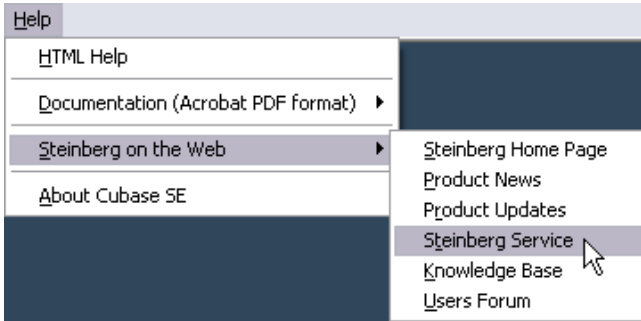 Help
HTML Help
Documentation (Acrobat PDF format)
Steinberg on the Web
About Cubase SE
Steinberg Home Page
Product News
Product Updates
Steinberg Service
Knowledge Base
Users Forum